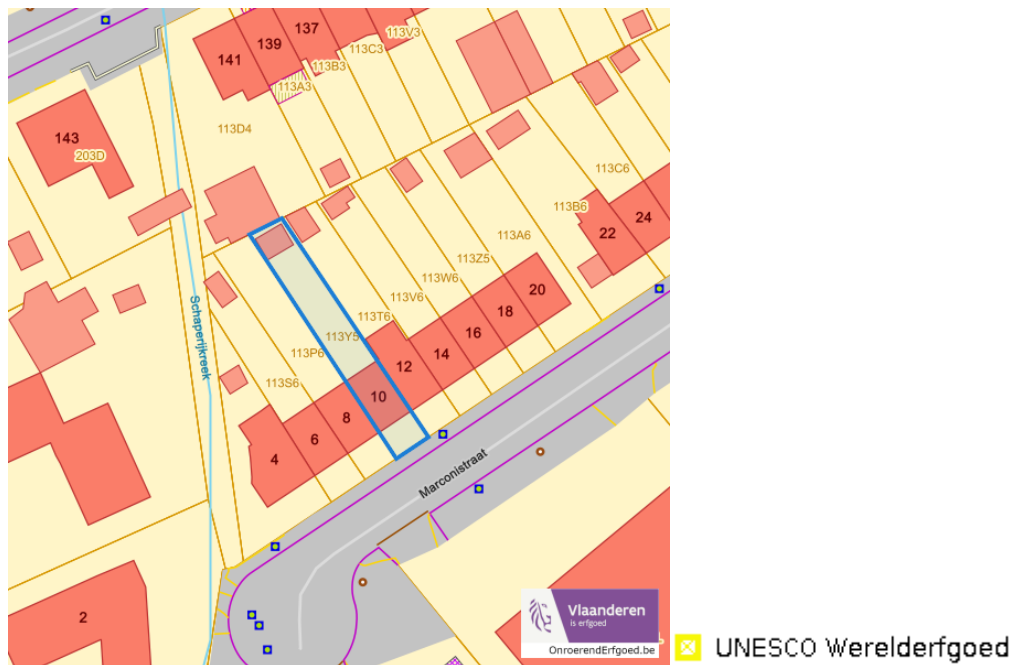 137
139
141
113V3
113C3
113B3
113A3
113D4
143
203D
113C6
113B6
24
22
113A6
113Z5
113W6
113V6
113T6
113Y5
113P6
113S6
20
18
16
14
12
10
8
6
4
2
Schaperijkreek
Marconistraat
Vlaanderen
is erfgoed
OnroerendErfgoed.be
UNESCO Werelderfgoed